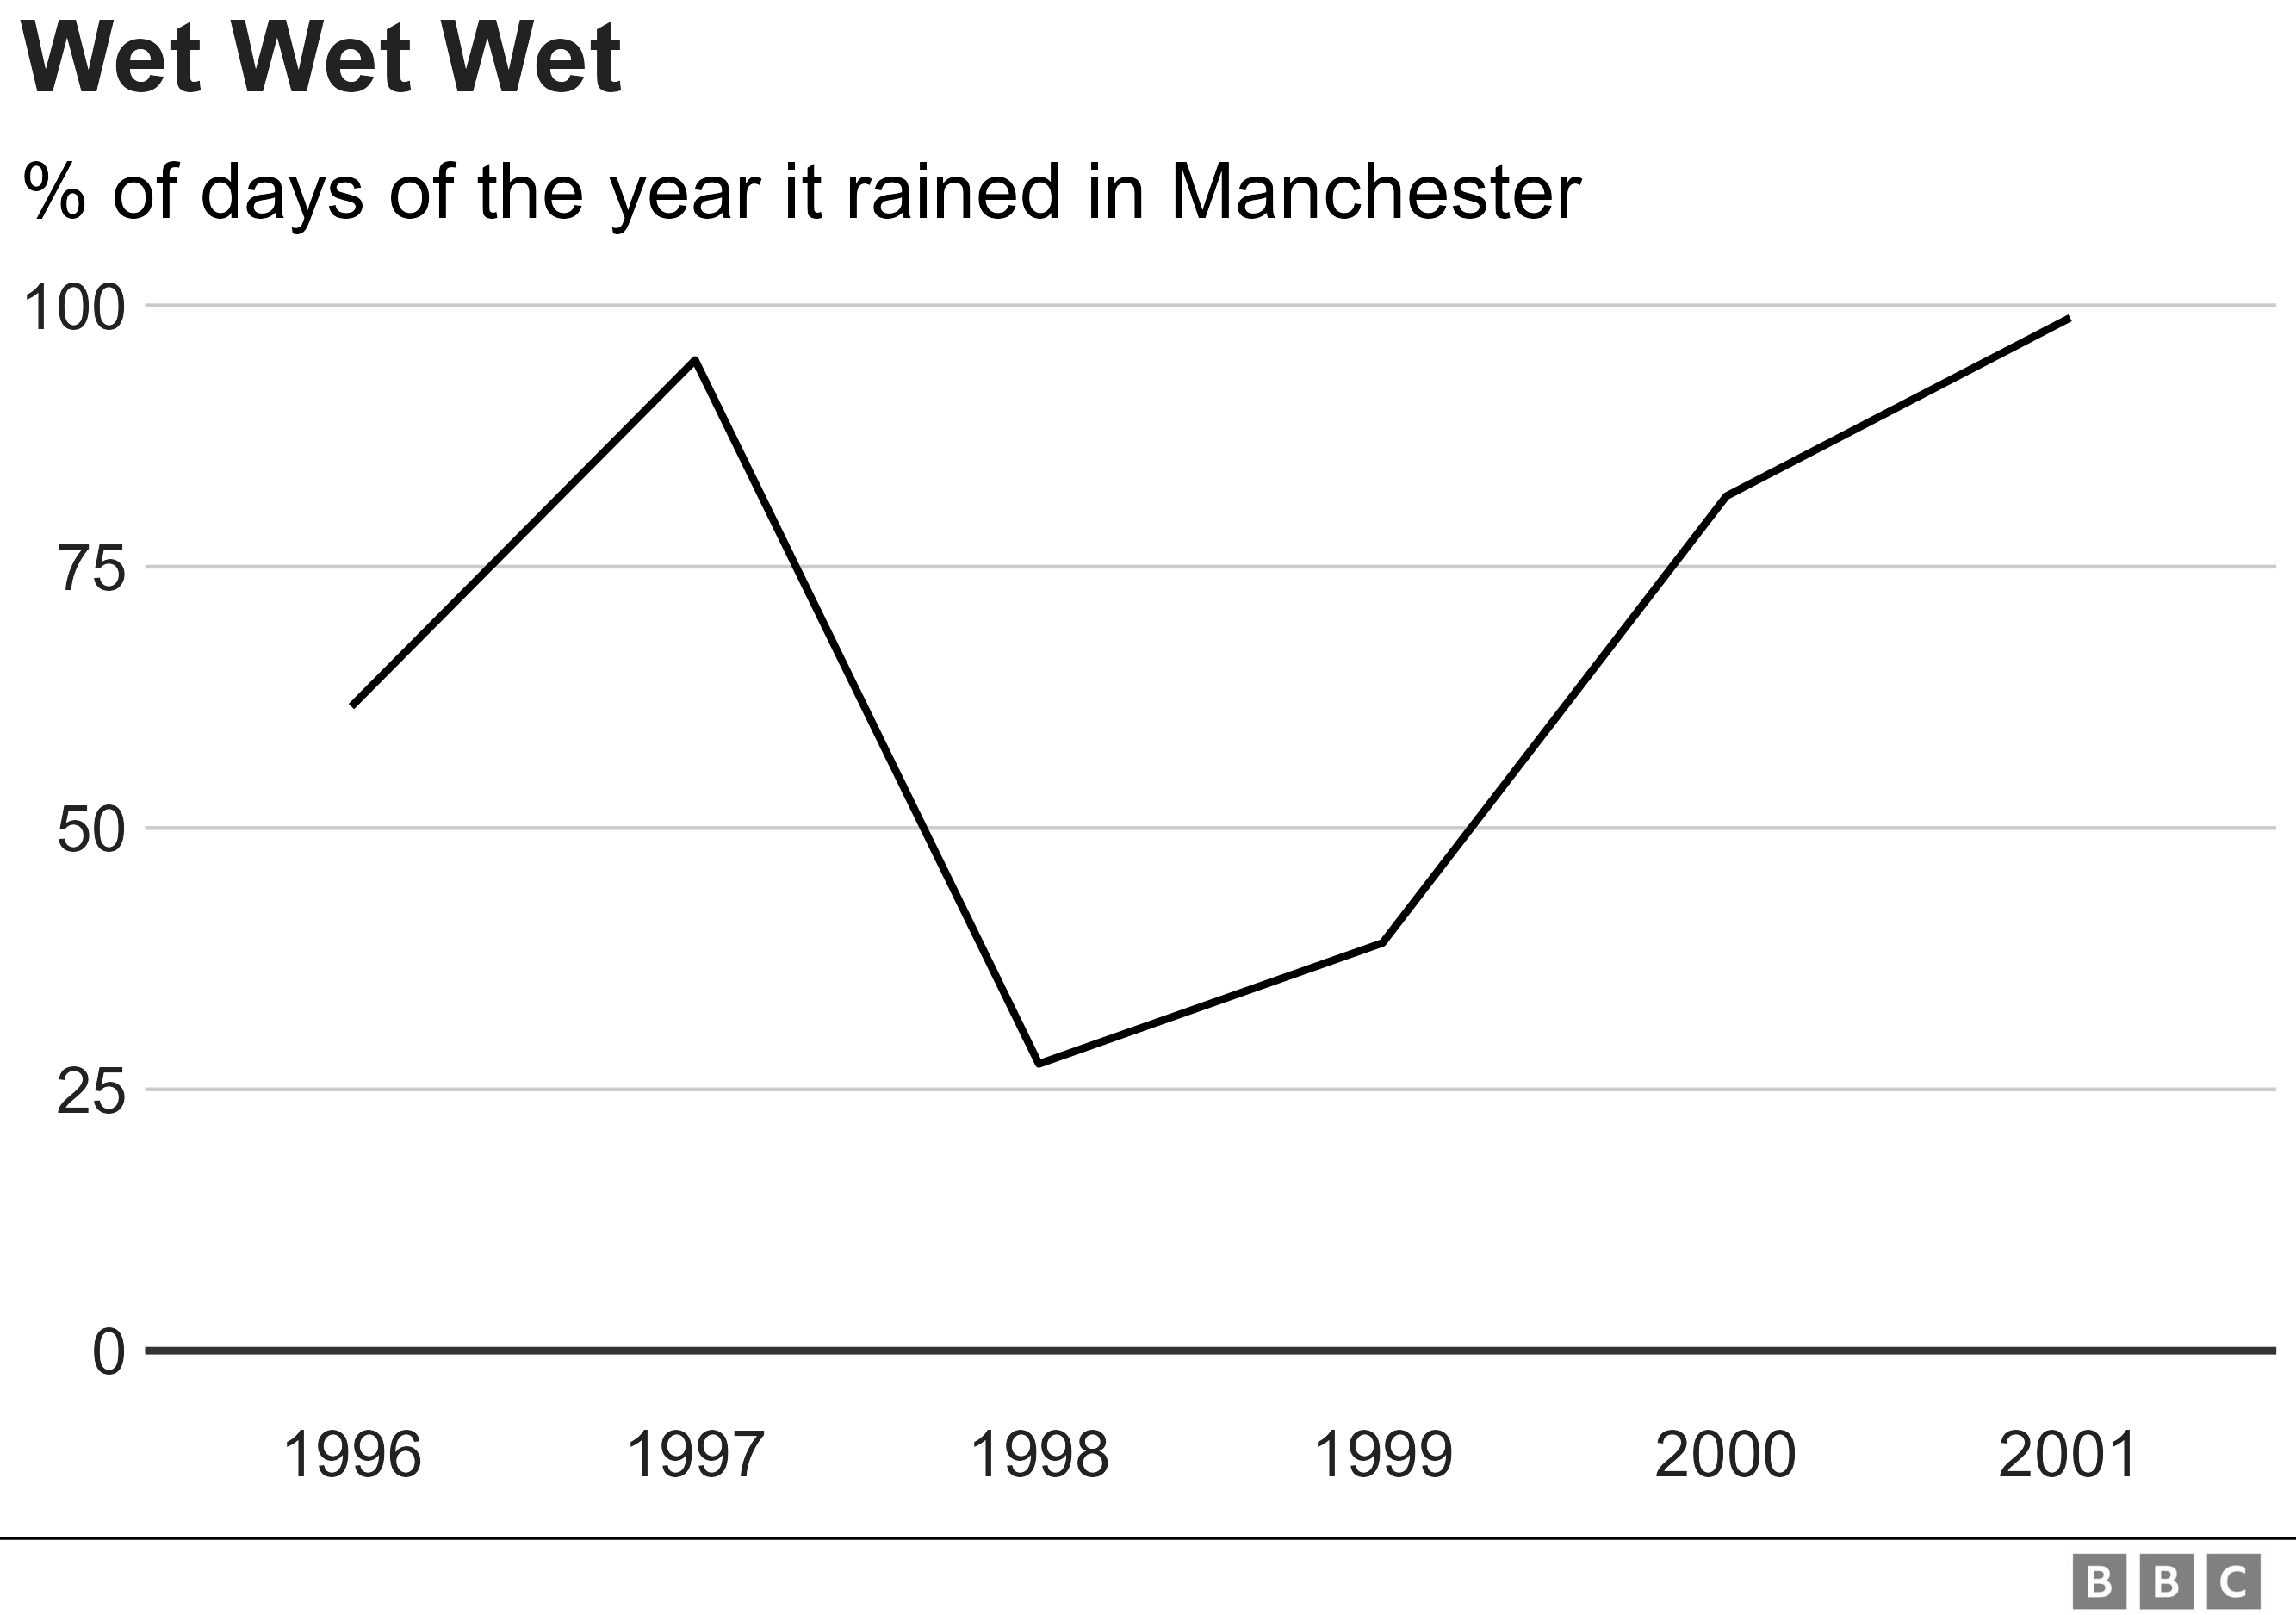 Wet Wet Wet
% of days of the year it rained in Manchester
100
75
50
25
0
1996 1997 1998 1999 2000 2001
BBC